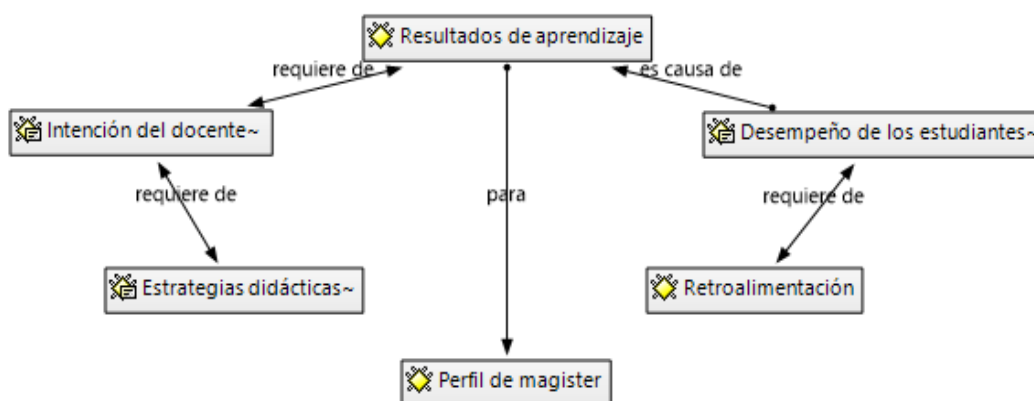 Resultados de aprendizaje
requiere de
es causa de
Intención del docente~
Desempeño de los estudiantes~
requiere de
para
requiere de
Estrategias didácticas~
Retroalimentación
Perfil de magister